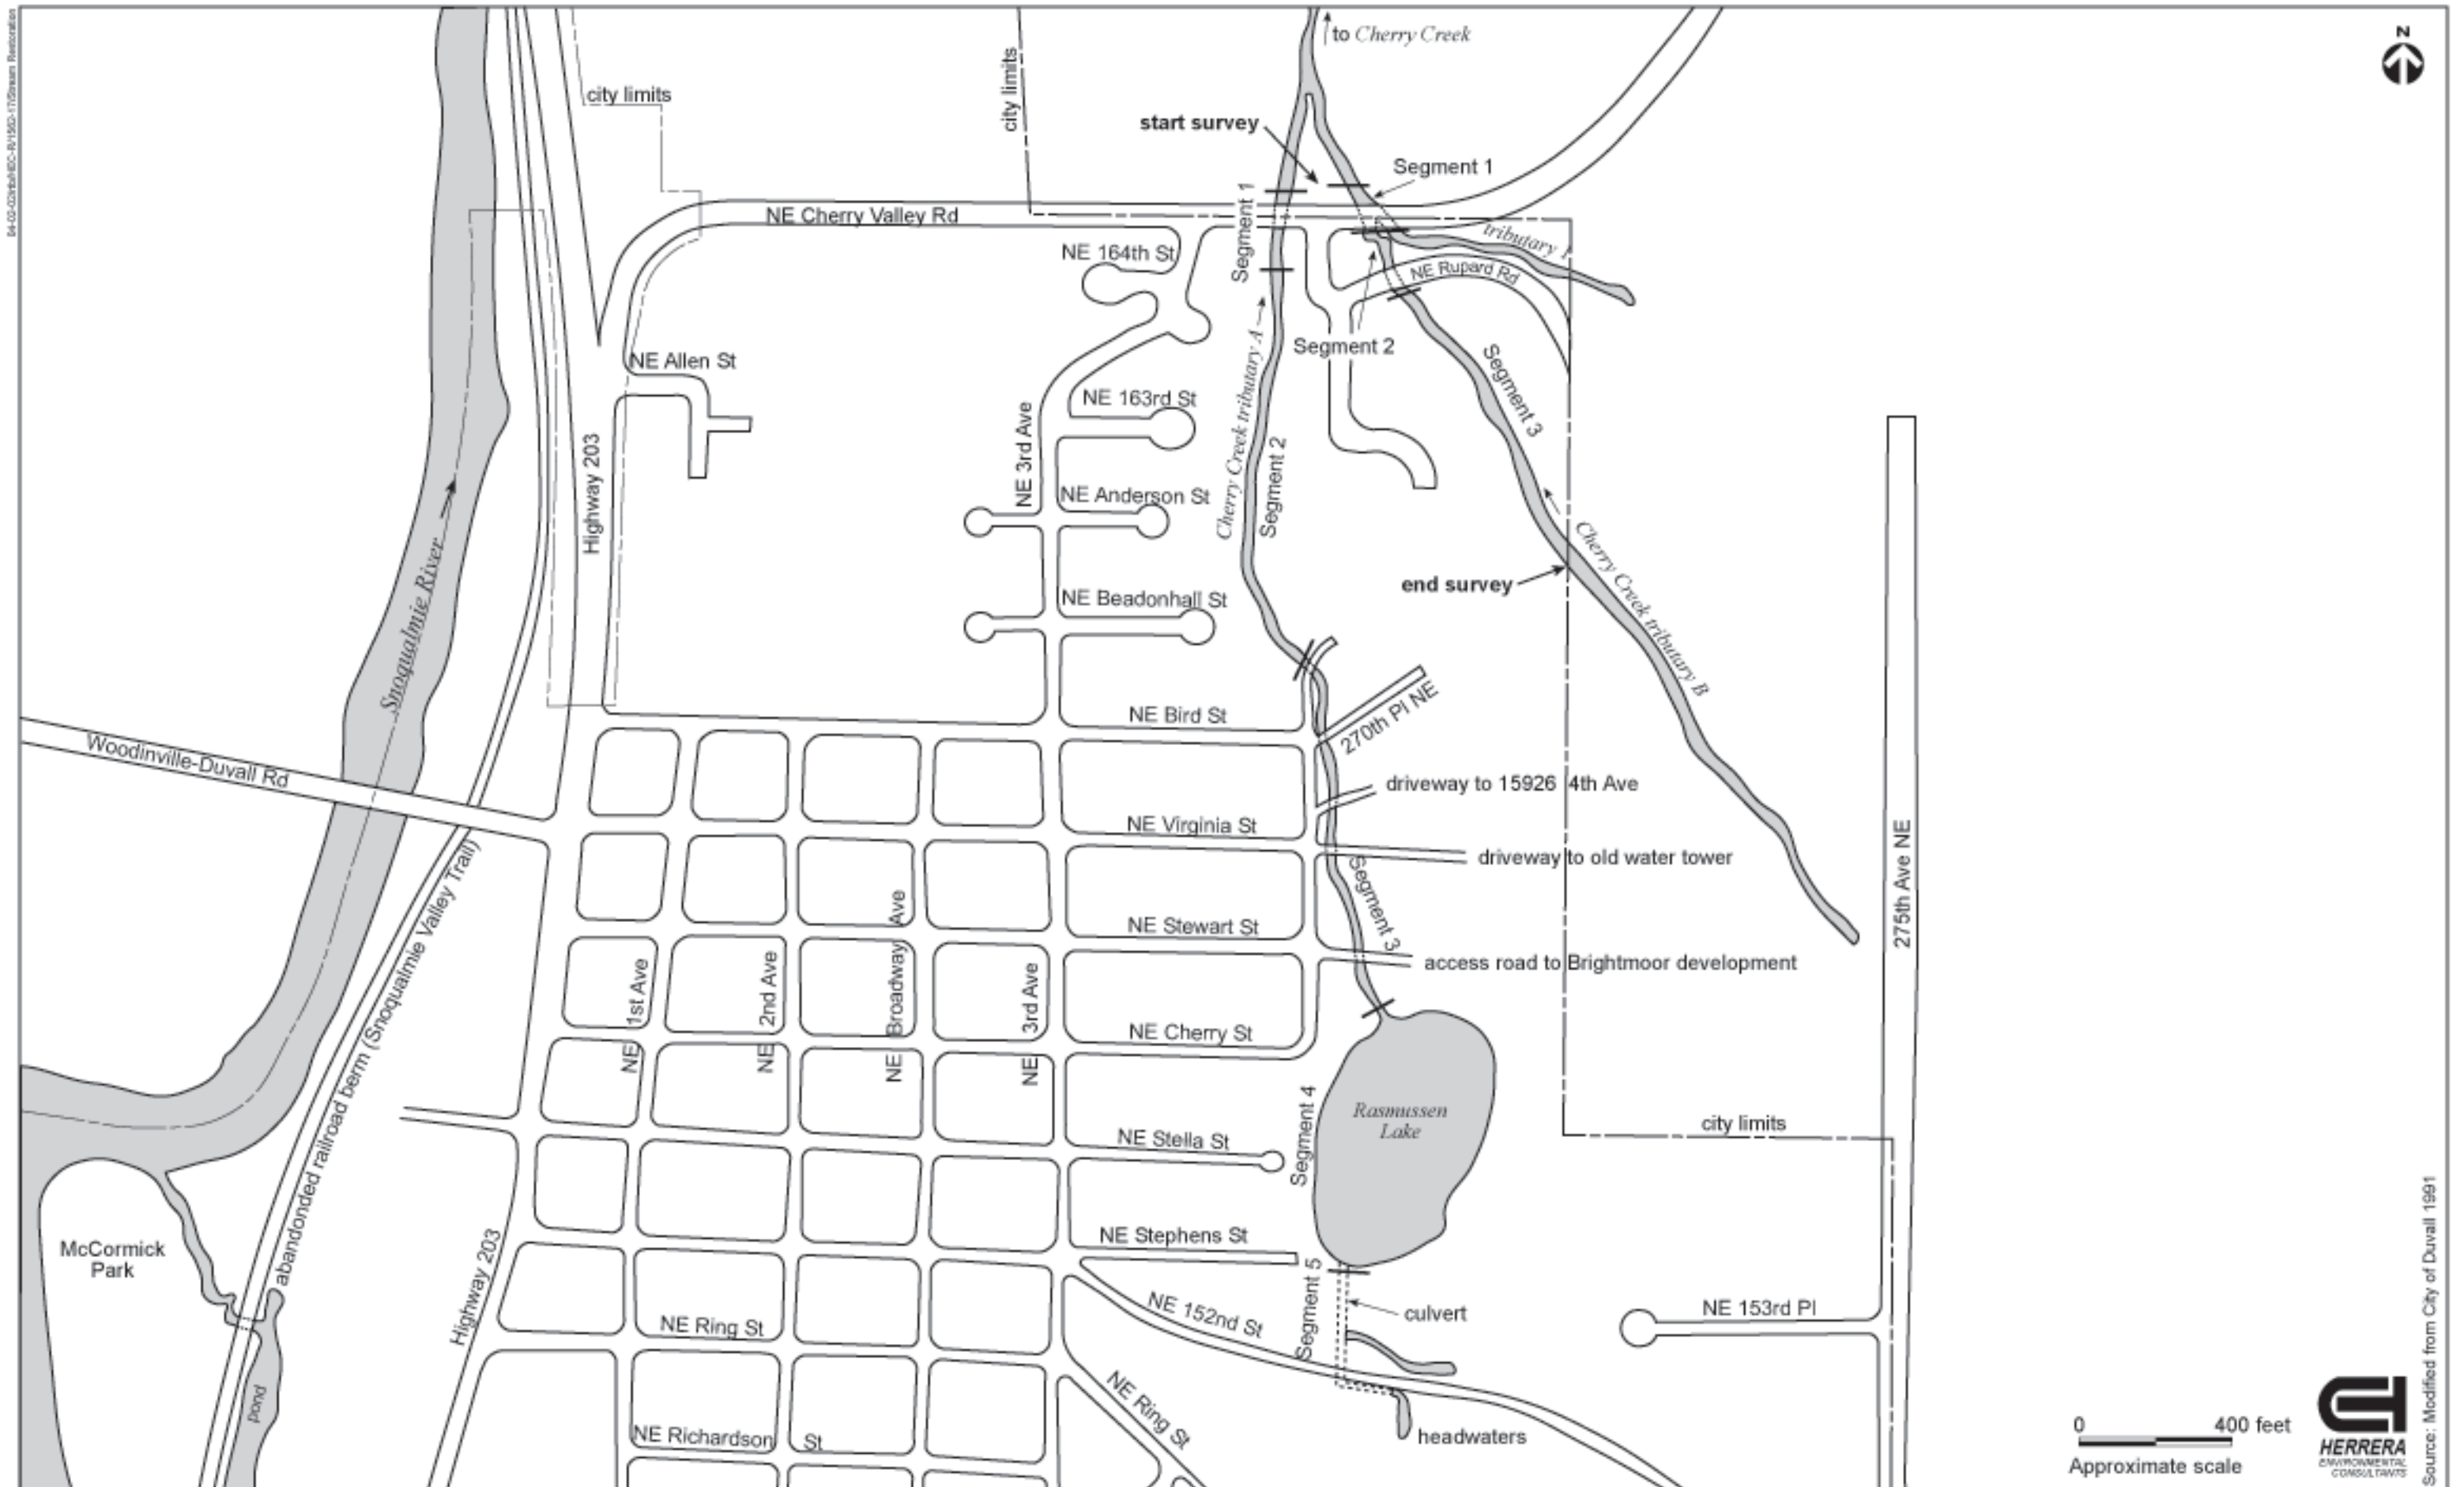 to Cherry Creek
N
city limits
city limits
start survey
Segment 1
Segment 1
NE Cherry Valley Rd
tributary 1
NE 164th St
NE Rupard Rd
Segment 2
NE Allen St
Cherry Creek tributary A
Segment 3
NE 163rd St
NE 3rd Ave
Highway 203
Segment 2
NE Anderson St
Snoqualmie River
Cherry Creek tributary B
end survey
NE Beadonhall St
NE Bird St
270th Pl NE
Woodinville-Duvall Rd
driveway to 15926 4th Ave
NE Virginia St
driveway to old water tower
Segment 3
275th Ave NE
NE Stewart St
access road to Brightmoor development
abandonded railroad berm (Snoqualmie Valley Trail)
NE 1st Ave
NE 2nd Ave
NE Broadway Ave
NE 3rd Ave
NE Cherry St
Segment 4
Rasmussen
Lake
city limits
NE Stella St
NE Stephens St
McCormick
Park
Highway 203
Segment 5
NE 152nd St
culvert
NE 153rd Pl
NE Ring St
NE Ring St
pond
NE Richardson St
headwaters
0 400 feet
Approximate scale
HERRERA
ENVIRONMENTAL
CONSULTANTS
Source: Modified from City of Duvall 1991